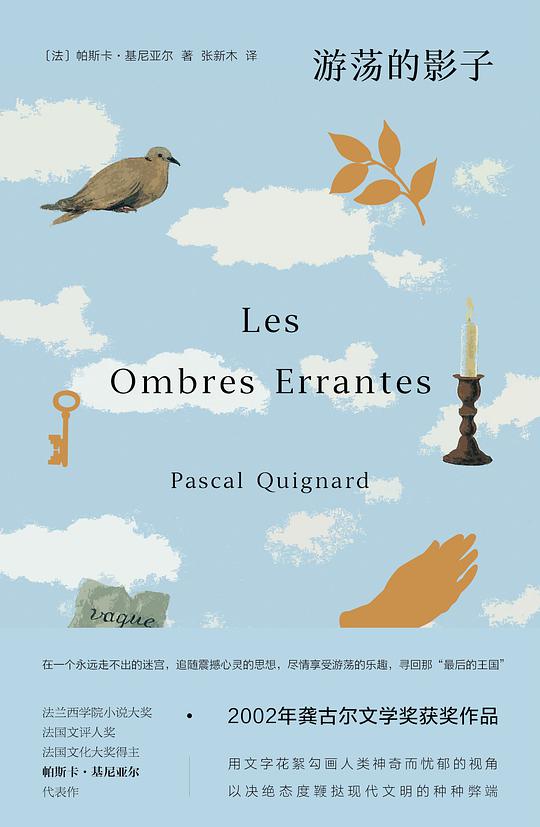 〔法〕帕斯卡·基尼亚尔 著 张新木 译
游荡的影子
Les
Ombres Errantes
Pascal Quignard
vague
在一个永远走不出的迷宫，追随震撼心灵的思想，尽情享受游荡的乐趣，寻回那“最后的王国”
法兰西学院小说大奖
法国文评人奖
法国文化大奖得主
帕斯卡·基尼亚尔
代表作
• 2002年龚古尔文学奖获奖作品
用文字花絮勾画人类神奇而忧郁的视角
以决绝态度鞭挞现代文明的种种弊端